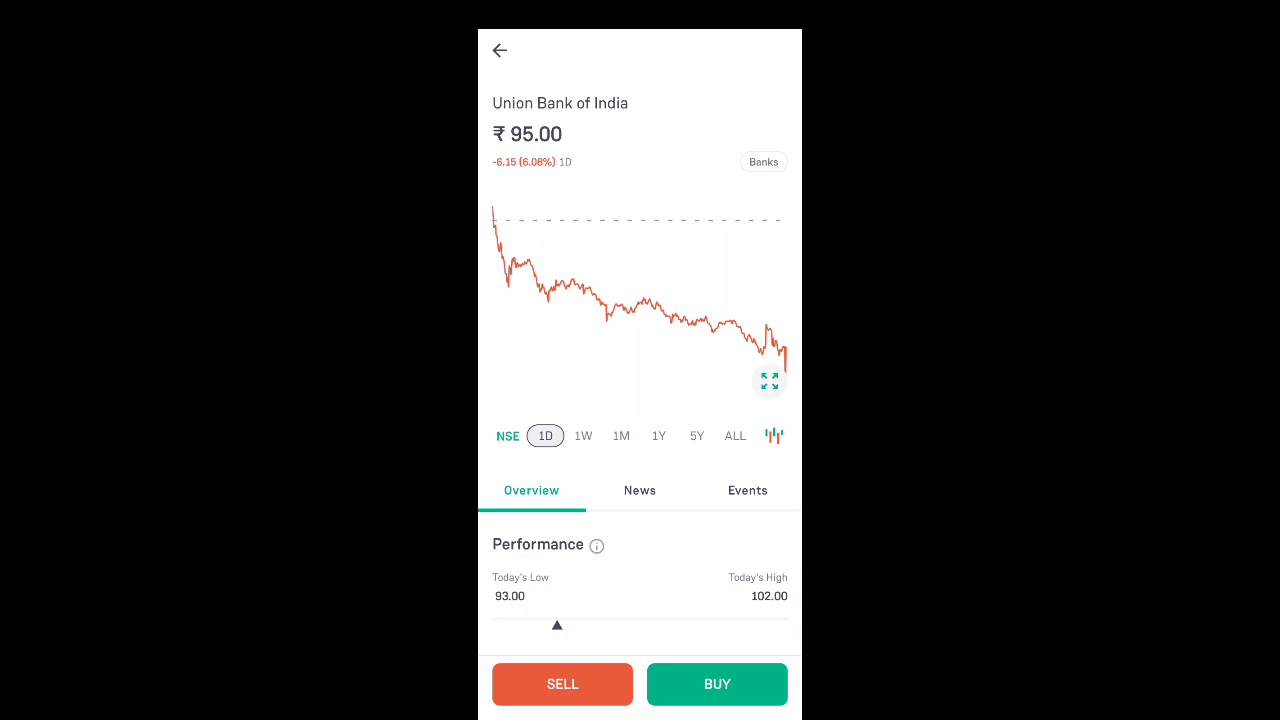 Union Bank of India
₹ 95.00
-6.15 (6.08%) 1D
Banks
NSE 1D 1W 1M 1Y 5Y ALL
Overview News Events
Performance
Today's Low Today's High
93.00 102.00
SELL BUY